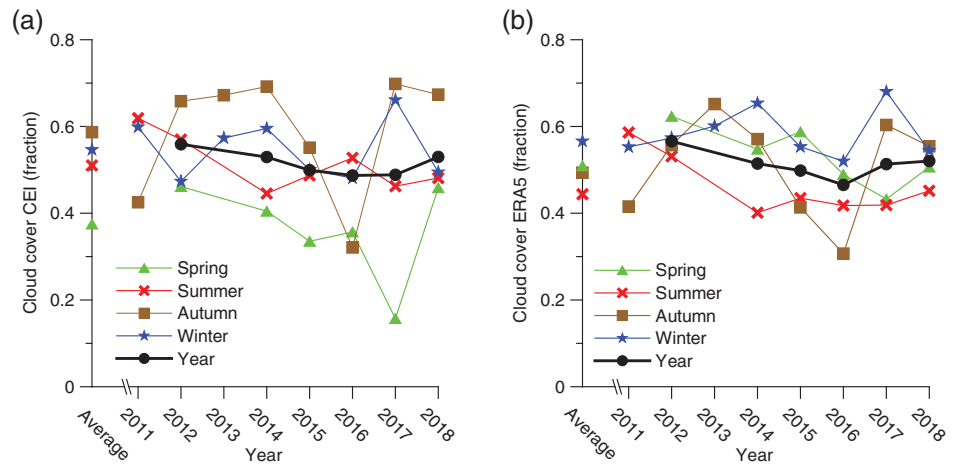 (a)
Cloud cover CEI (fraction)
0.8
0.6
0.4
0.2
0
Spring
Summer
Autumn
Winter
Year
Average
2011
2012
2013
2014
2015
2016
2017
2018
Year
(b)
Cloud cover ERA5 (fraction)
0.8
0.6
0.4
0.2
0
Spring
Summer
Autumn
Winter
Year
Average
2011
2012
2013
2014
2015
2016
2017
2018
Year